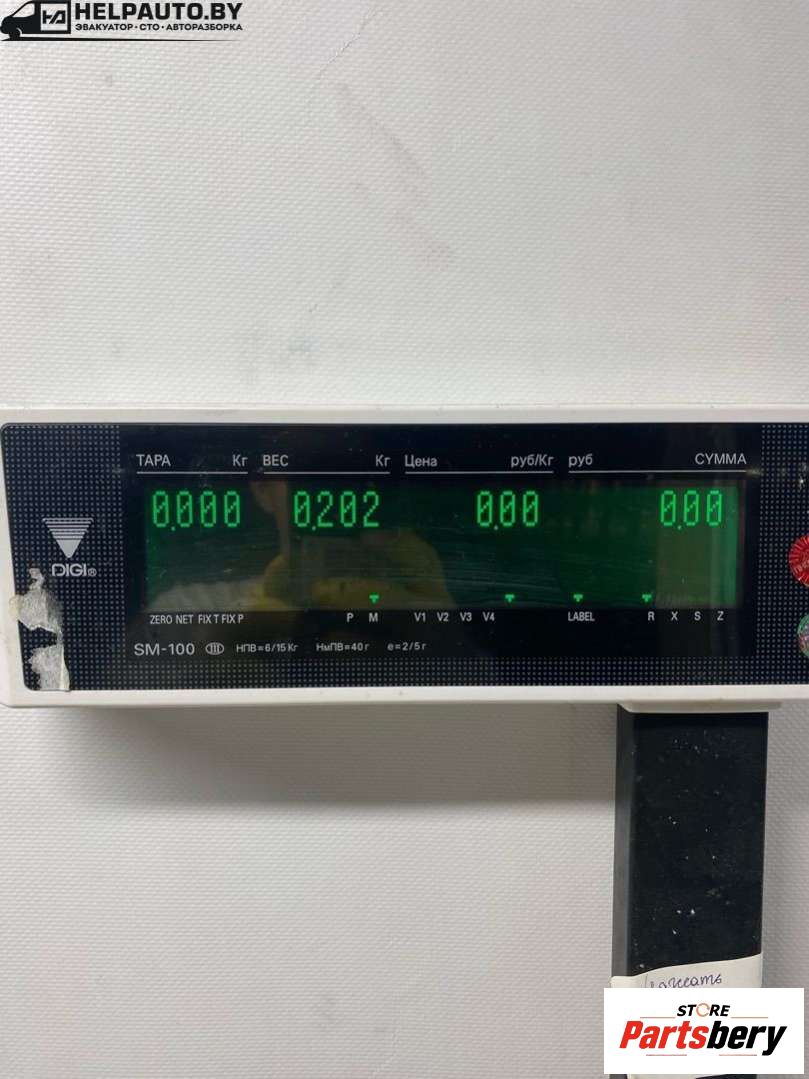 HELPAUTO.BY
ЭВАКУАТОР • СТО • АВТОРАЗБОРКА
ТАРА Кг ВЕС Кг Цена руб/Кг руб СУММА
0.000 0.202 0.00 0.00
DIGI®
ZERO NET FIX T FIX P P M V1 V2 V3 V4 LABEL R X S Z
SM-100 III НПВ=6/15 Кг НмПВ=40 г e=2/5 г
STORE
Partsbery